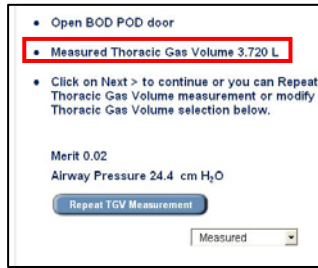 • Open BOD POD door
• Measured Thoracic Gas Volume 3.720 L
• Click on Next > to continue or you can Repeat
Thoracic Gas Volume measurement or modify
Thoracic Gas Volume selection below.
Merit 0.02
Airway Pressure 24.4 cm H₂O
Repeat TGV Measurement
Measured